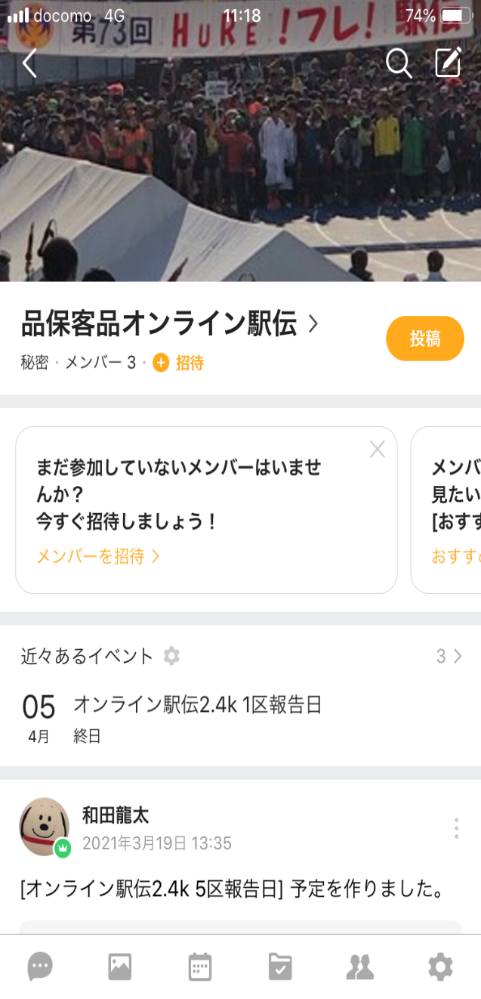 docomo 4G 11:18 74%
第73回 HURE!フレ! 駅伝
品保客品オンライン駅伝
投稿
秘密・メンバー 3・招待
まだ参加していないメンバーはいませ
んか？
今すぐ招待しましょう！
メンバーを招待
メンバ
見たい
[おすす
おすすめ
近々あるイベント
3
05 オンライン駅伝2.4k 1区報告日
4月 終日
和田龍太
2021年3月19日 13:35
[オンライン駅伝2.4k 5区報告日] 予定を作りました。